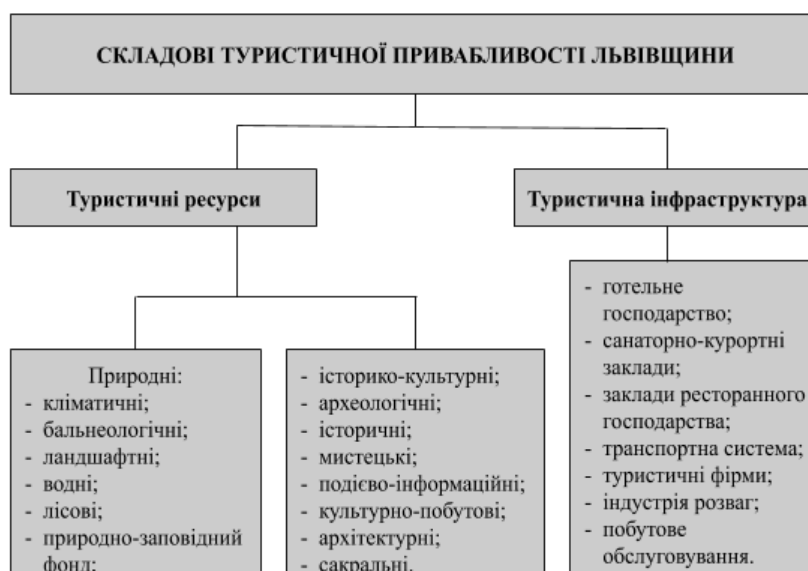 СКЛАДОВІ ТУРИСТИЧНОЇ ПРИВАБЛИВОСТІ ЛЬВІВЩИНИ
Туристичні ресурси
Туристична інфраструктура
Природні:
- кліматичні;
- бальнеологічні;
- ландшафтні;
- водні;
- лісові;
- природно-заповідний
фонд;
- історико-культурні;
- археологічні;
- історичні;
- мистецькі;
- подієво-інформаційні;
- культурно-побутові;
- архітектурні;
- сакральні.
- готельне
господарство;
- санаторно-курортні
заклади;
- заклади ресторанного
господарства;
- транспортна система;
- туристичні фірми;
- індустрія розваг;
- побутове
обслуговування.